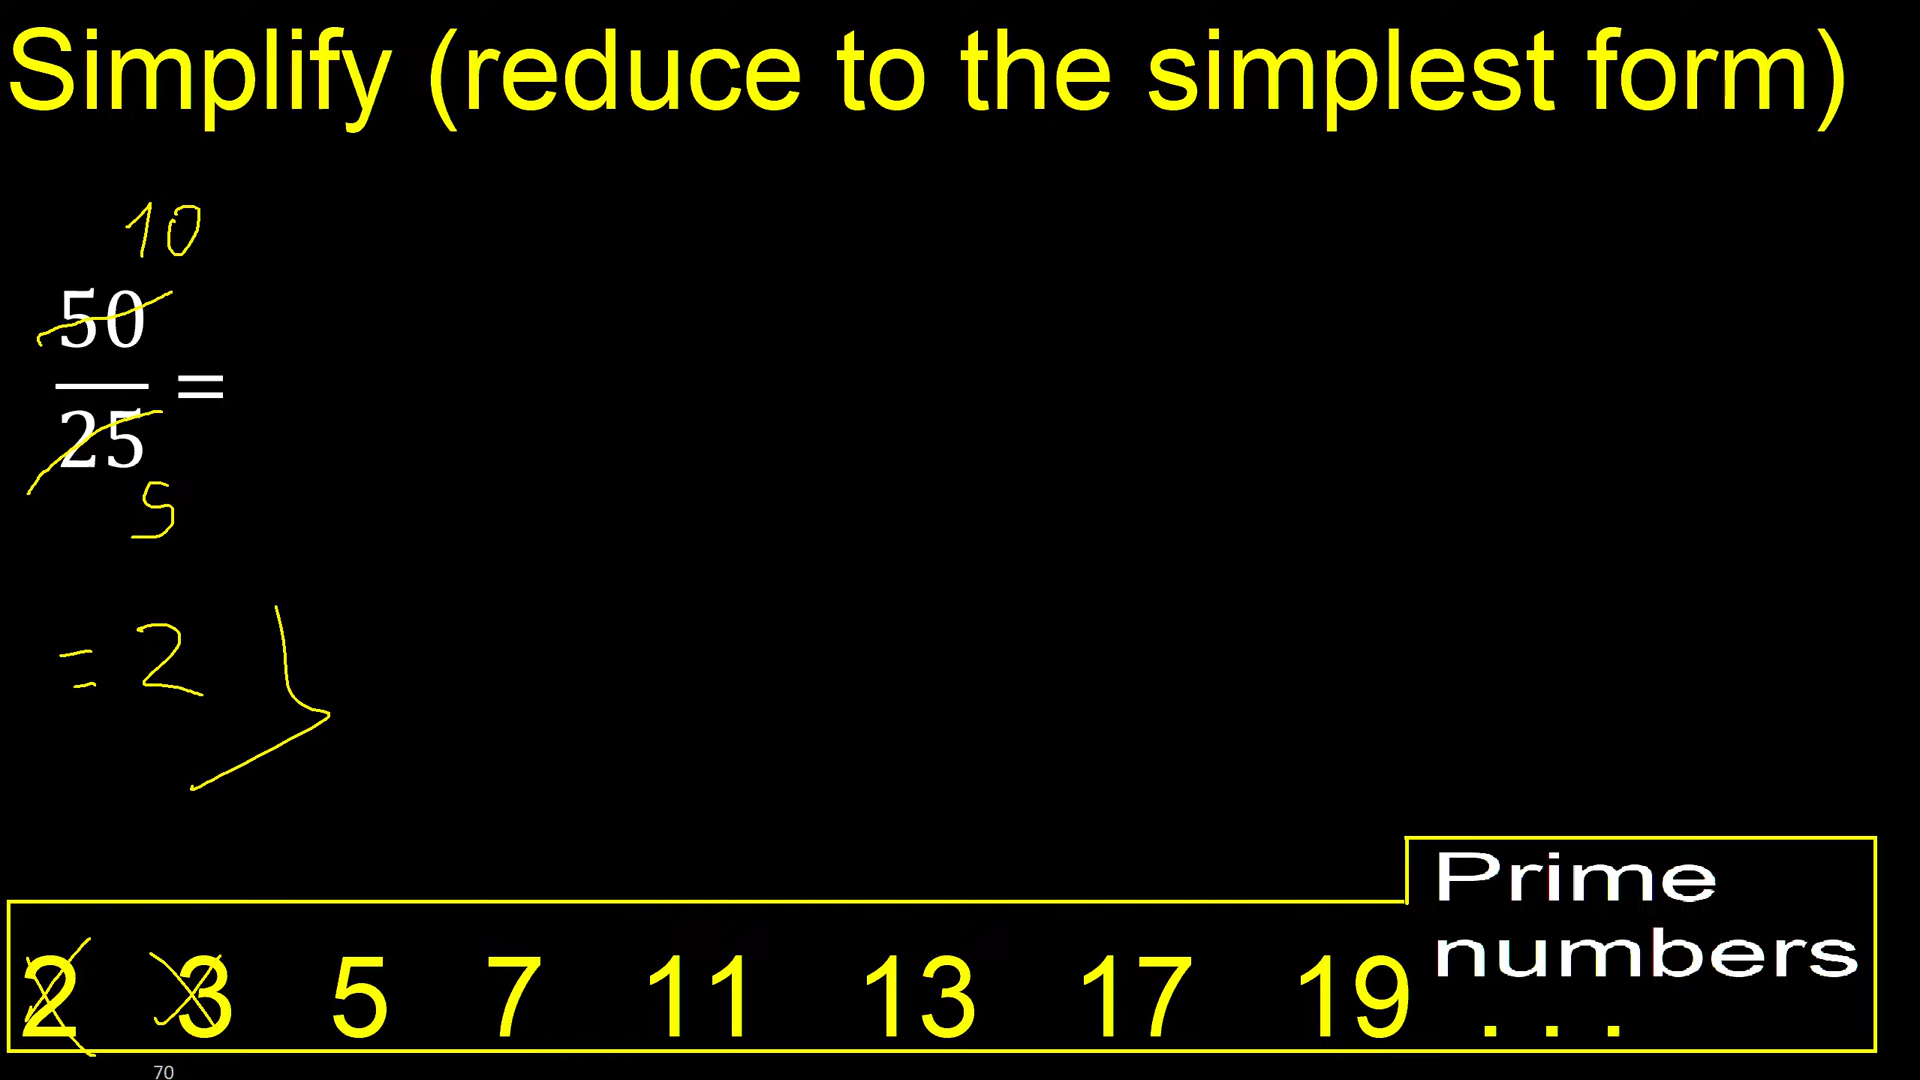 Simplify (reduce to the simplest form)
10
50
25
=
5
= 2
Prime
numbers
2 3 5 7 11 13 17 19 . . .
70